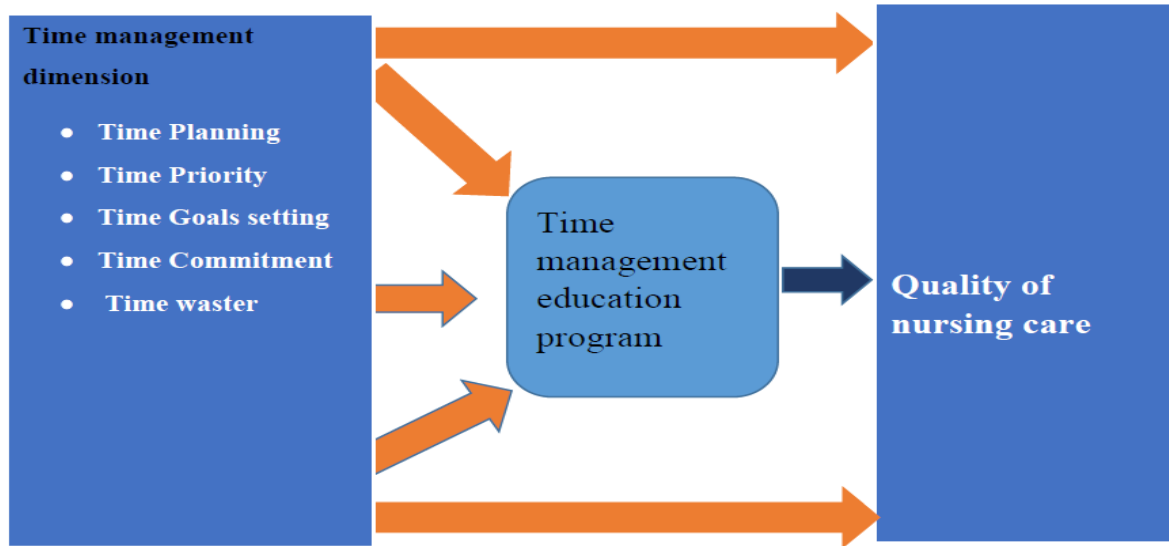 Time management
dimension
● Time Planning
● Time Priority
● Time Goals setting
● Time Commitment
● Time waster
Time
management
education
program
Quality of
nursing care